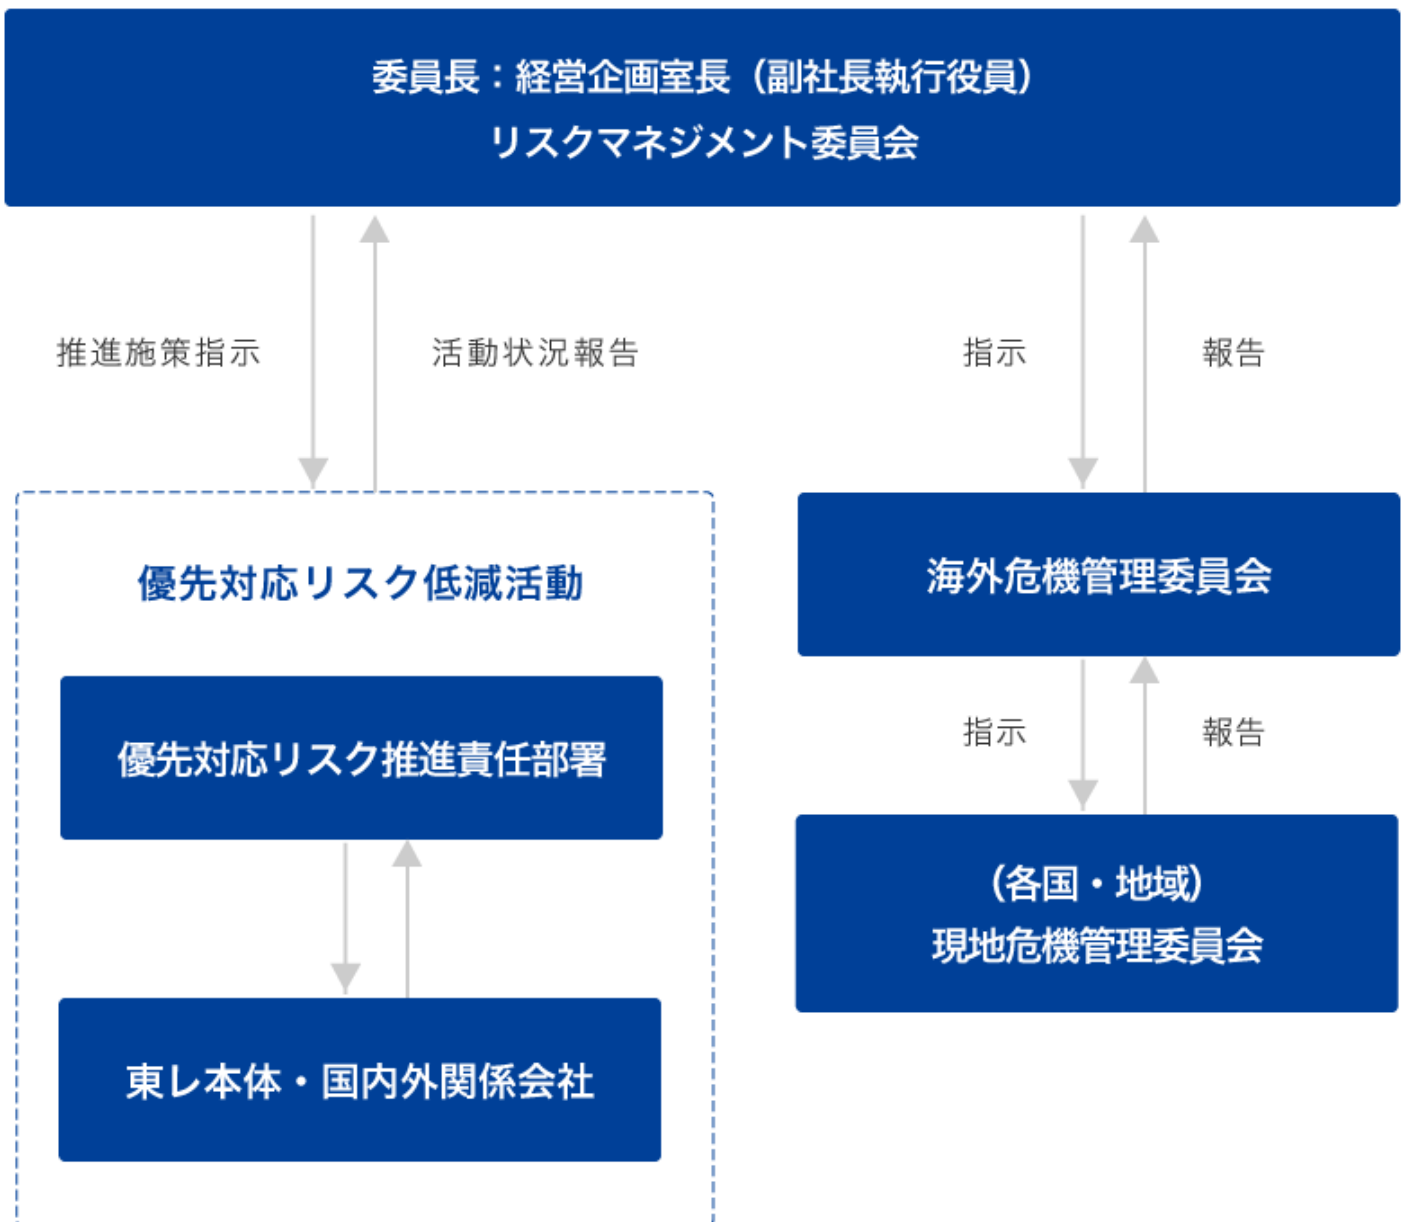 委員長：経営企画室長（副社長執行役員）
リスクマネジメント委員会
推進施策指示
活動状況報告
指示
報告
優先対応リスク低減活動
優先対応リスク推進責任部署
東レ本体・国内外関係会社
海外危機管理委員会
指示
報告
（各国・地域）
現地危機管理委員会